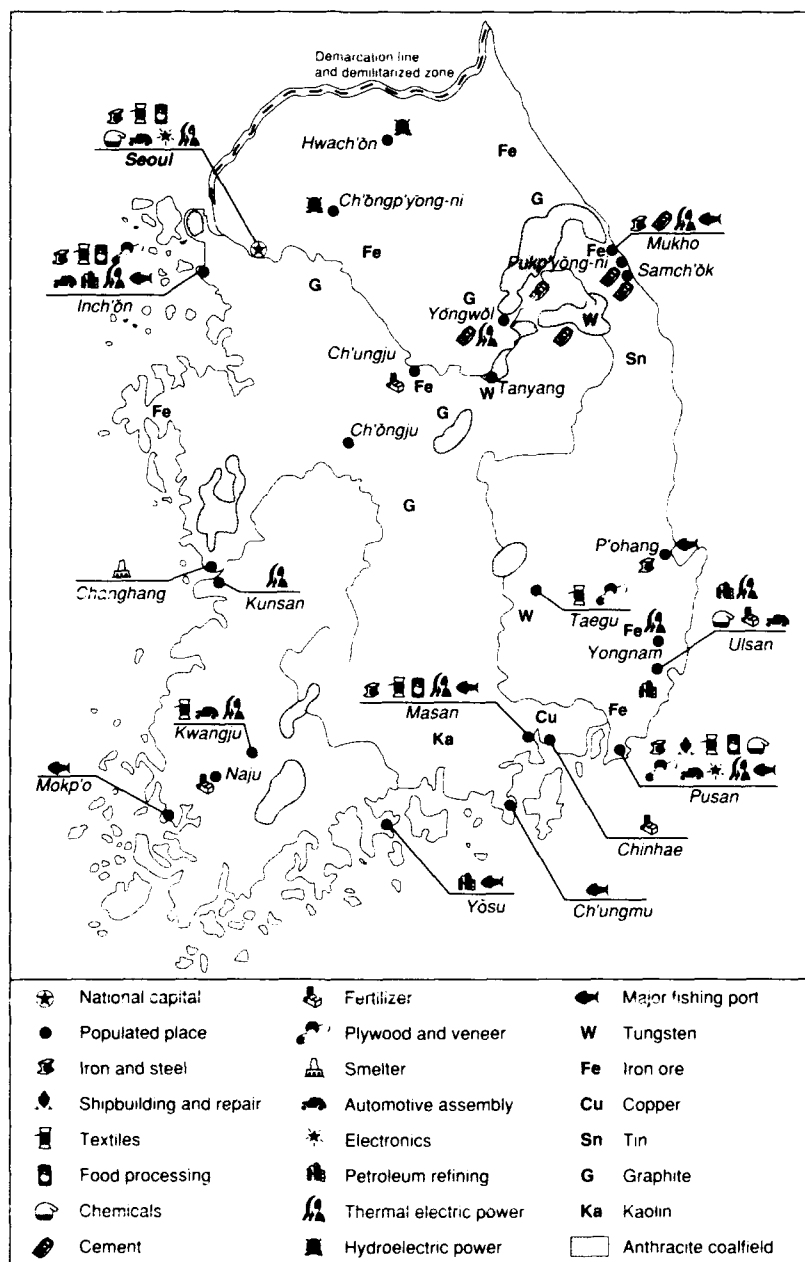 Demarcation line
and demilitarized zone
Hwach'ŏn
Fe
Seoul
G
Ch'ŏngp'yŏng-ni
Fe
Fe
Mukho
Pukp'yŏng-ni
Samch'ŏk
Inch'ŏn
G
G
Yŏngwŏl
W
Sn
Ch'ungju
Fe
W
Tanyang
Fe
G
Ch'ŏngju
G
P'ohang
Changhang
Kunsan
W
Taegu
Fe
Yongnam
Ulsan
Kwangju
Masan
Cu
Fe
Ka
Mokp'o
Naju
Pusan
Chinhae
Yŏsu
Ch'ungmu
National capital
Populated place
Iron and steel
Shipbuilding and repair
Textiles
Food processing
Chemicals
Cement
Fertilizer
Plywood and veneer
Smelter
Automotive assembly
Electronics
Petroleum refining
Thermal electric power
Hydroelectric power
Major fishing port
W Tungsten
Fe Iron ore
Cu Copper
Sn Tin
G Graphite
Ka Kaolin
Anthracite coalfield